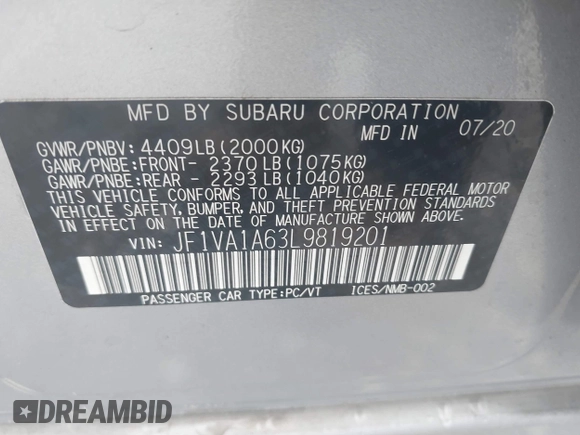 MFD BY SUBARU CORPORATION
MFD IN 07/20
GVWR/PNBV: 4409LB(2000KG)
GAWR/PNBE:FRONT- 2370LB(1075KG)
GAWR/PNBE:REAR - 2293LB(1040KG)
THIS VEHICLE CONFORMS TO ALL APPLICABLE FEDERAL MOTOR
VEHICLE SAFETY, BUMPER, AND THEFT PREVENTION STANDARDS
IN EFFECT ON THE DATE OF MANUFACTURE SHOWN ABOVE.
VIN: JF1VA1A63L9819201
PASSENGER CAR TYPE:PC/VT ICES/NMB-002
DREAMBID